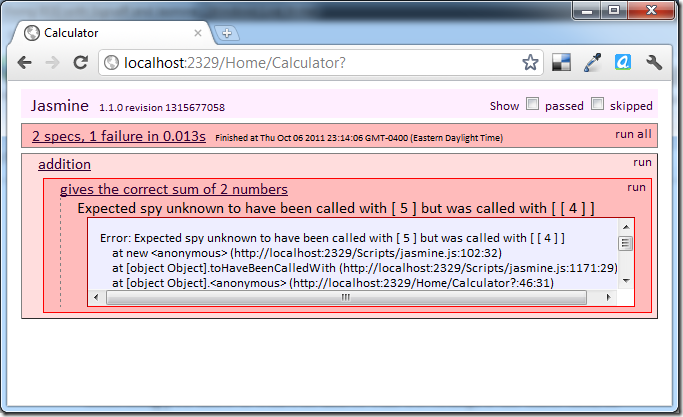 Calculator
localhost:2329/Home/Calculator?
Jasmine 1.1.0 revision 1315677058 Show passed skipped
2 specs, 1 failure in 0.013s Finished at Thu Oct 06 2011 23:14:06 GMT-0400 (Eastern Daylight Time) run all
addition run
gives the correct sum of 2 numbers run
Expected spy unknown to have been called with [ 5 ] but was called with [ [ 4 ] ]
Error: Expected spy unknown to have been called with [ 5 ] but was called with [ [ 4 ] ]
at new <anonymous> (http://localhost:2329/Scripts/jasmine.js:102:32)
at [object Object].toHaveBeenCalledWith (http://localhost:2329/Scripts/jasmine.js:1171:29)
at [object Object].<anonymous> (http://localhost:2329/Home/Calculator?:46:31)